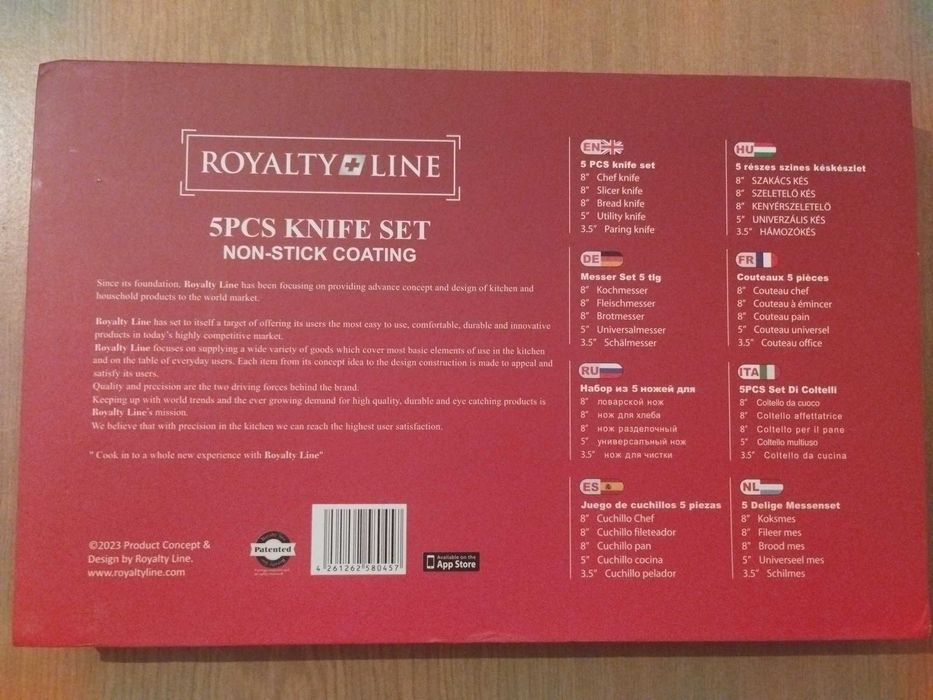 ROYALTY LINE
5PCS KNIFE SET
NON-STICK COATING
Since its foundation, Royalty Line has been focusing on providing advance concept and design of kitchen and
household products to the world market.
Royalty Line has set to itself a target of offering its users the most easy to use, comfortable, durable and innovative
products in today's highly competitive market.
Royalty Line focuses on supplying a wide variety of goods which cover most basic elements of use in the kitchen
and on the table of everyday users. Each item from its concept idea to the design construction is made to appeal and
satisfy its users.
Quality and precision are the two driving forces behind the brand.
Keeping up with world trends and the ever growing demand for high quality, durable and eye catching products is
Royalty Line's mission.
We believe that with precision in the kitchen we can reach the highest user satisfaction.
" Cook in to a whole new experience with Royalty Line"
©2023 Product Concept &
Design by Royalty Line.
www.royaltyline.com
Patented
4 261262 580457
Available on the
App Store
EN
5 PCS knife set
8" Chef knife
8" Slicer knife
8" Bread knife
5" Utility knife
3.5" Paring knife
DE
Messer Set 5 tlg
8" Kochmesser
8" Fleischmesser
8" Brotmesser
5" Universalmesser
3.5" Schälmesser
RU
Набор из 5 ножей для
8" поварской нож
8" нож для хлеба
8" нож разделочный
5" универсальный нож
3.5" нож для чистки
ES
Juego de cuchillos 5 piezas
8" Cuchillo Chef
8" Cuchillo fileteador
8" Cuchillo pan
5" Cuchillo cocina
3.5" Cuchillo pelador
HU
5 részes szines késkészlet
8" SZAKÁCS KÉS
8" SZELETELŐ KÉS
8" KENYÉRSZELETELŐ
5" UNIVERZÁLIS KÉS
3.5" HÁMOZÓKÉS
FR
Couteaux 5 pièces
8" Couteau chef
8" Couteau à émincer
8" Couteau pain
5" Couteau universel
3.5" Couteau office
ITA
5PCS Set Di Coltelli
8" Coltello da cuoco
8" Coltello affettatrice
8" Coltello per il pane
5" Coltello multiuso
3.5" Coltello da cucina
NL
5 Delige Messenset
8" Koksmes
8" Fileer mes
8" Brood mes
5" Universeel mes
3.5" Schilmes